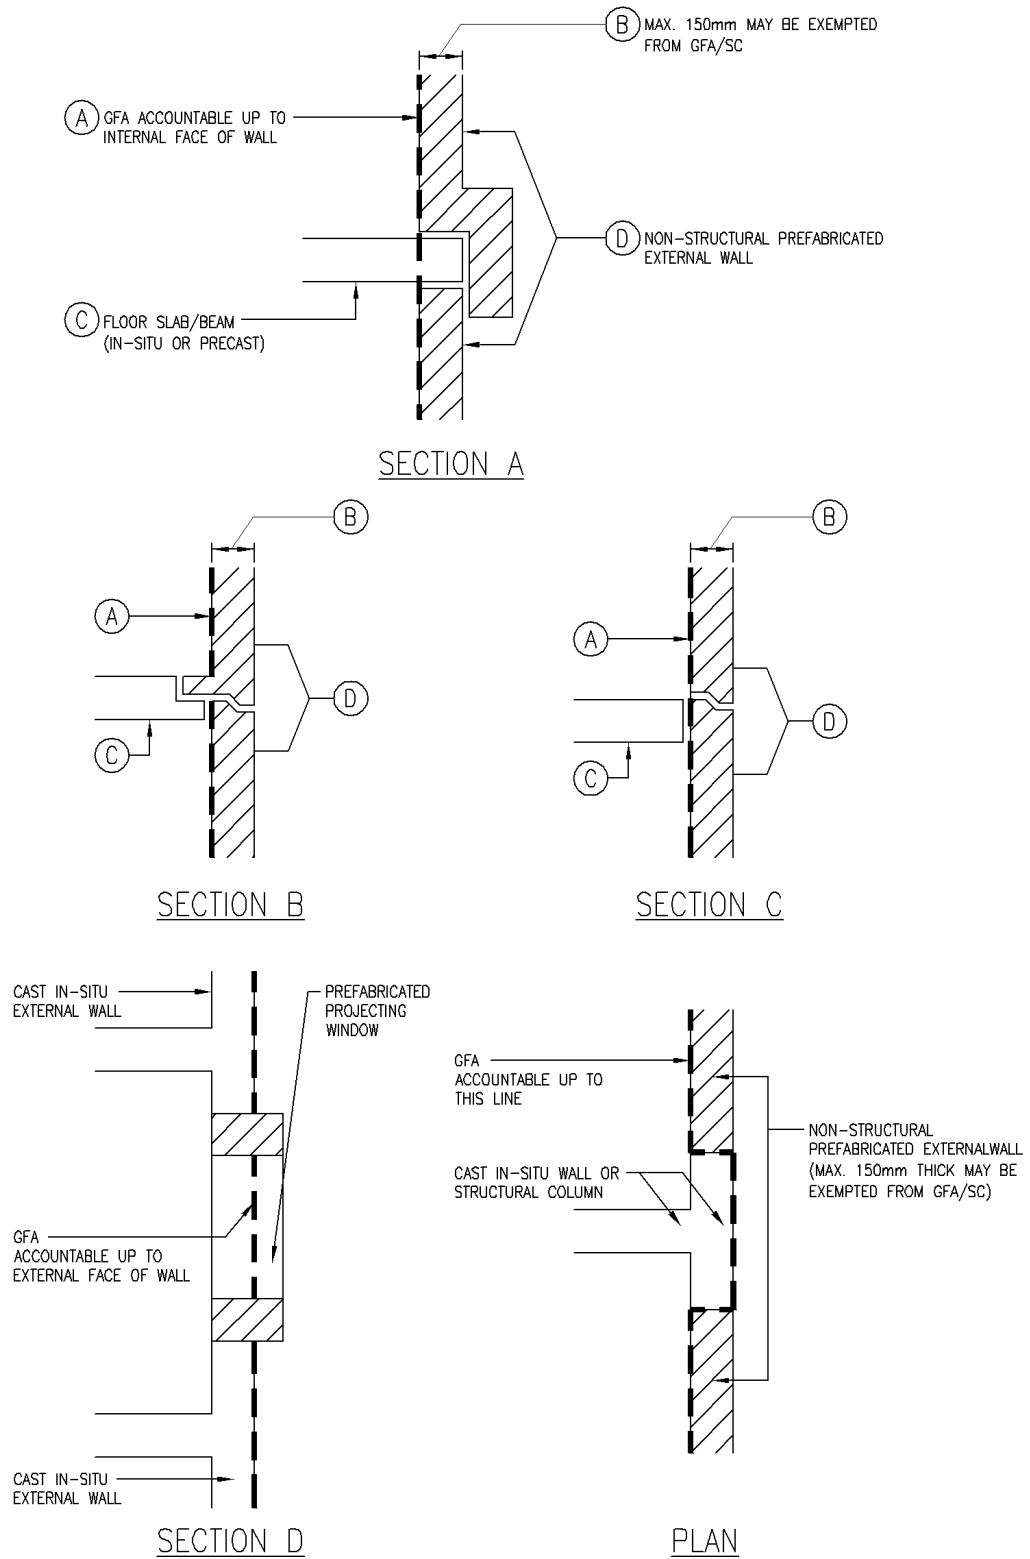 B MAX. 150mm MAY BE EXEMPTED
FROM GFA/SC
A GFA ACCOUNTABLE UP TO
INTERNAL FACE OF WALL
D NON-STRUCTURAL PREFABRICATED
EXTERNAL WALL
C FLOOR SLAB/BEAM
(IN-SITU OR PRECAST)
SECTION A
B
A
D
C
SECTION B
B
A
D
C
SECTION C
CAST IN-SITU
EXTERNAL WALL
PREFABRICATED
PROJECTING
WINDOW
GFA
ACCOUNTABLE UP TO
EXTERNAL FACE OF WALL
CAST IN-SITU
EXTERNAL WALL
SECTION D
GFA
ACCOUNTABLE UP TO
THIS LINE
NON-STRUCTURAL
PREFABRICATED EXTERNALWALL
(MAX. 150mm THICK MAY BE
EXEMPTED FROM GFA/SC)
CAST IN-SITU WALL OR
STRUCTURAL COLUMN
PLAN